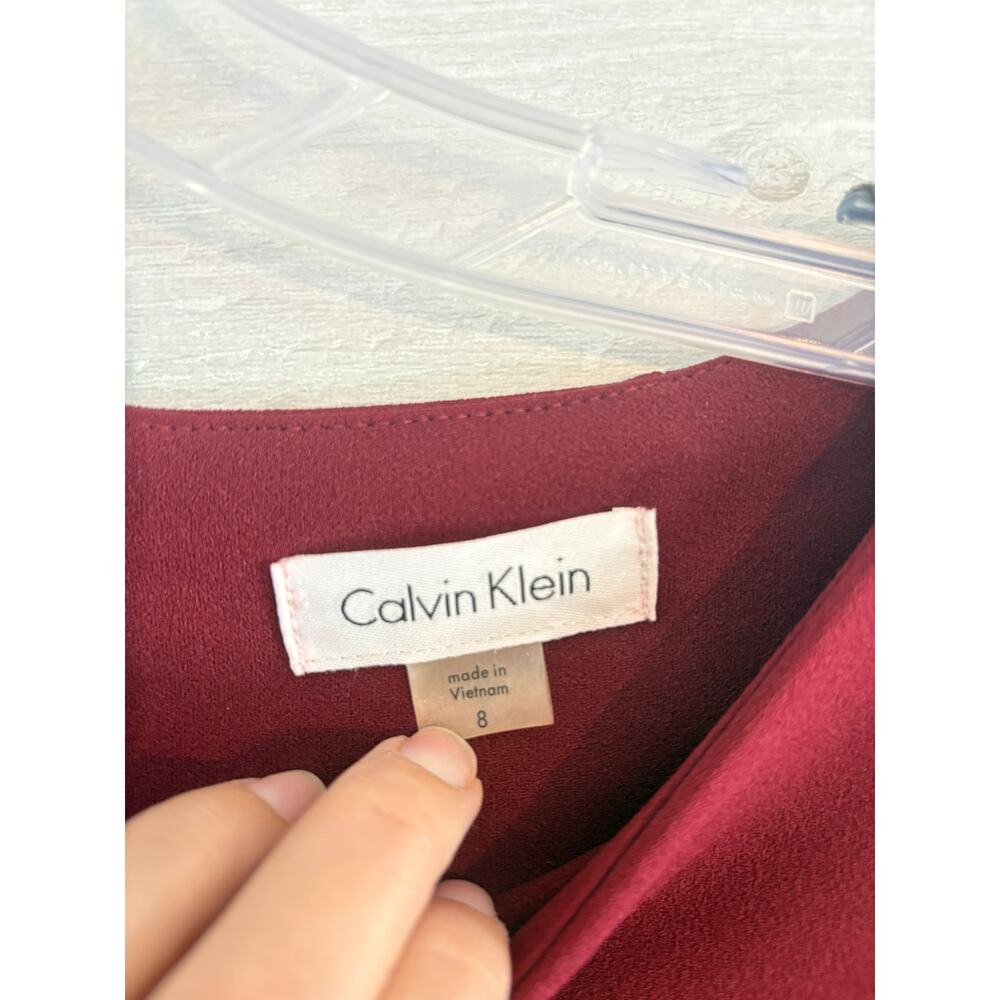 Calvin Klein
made in
Vietnam
8